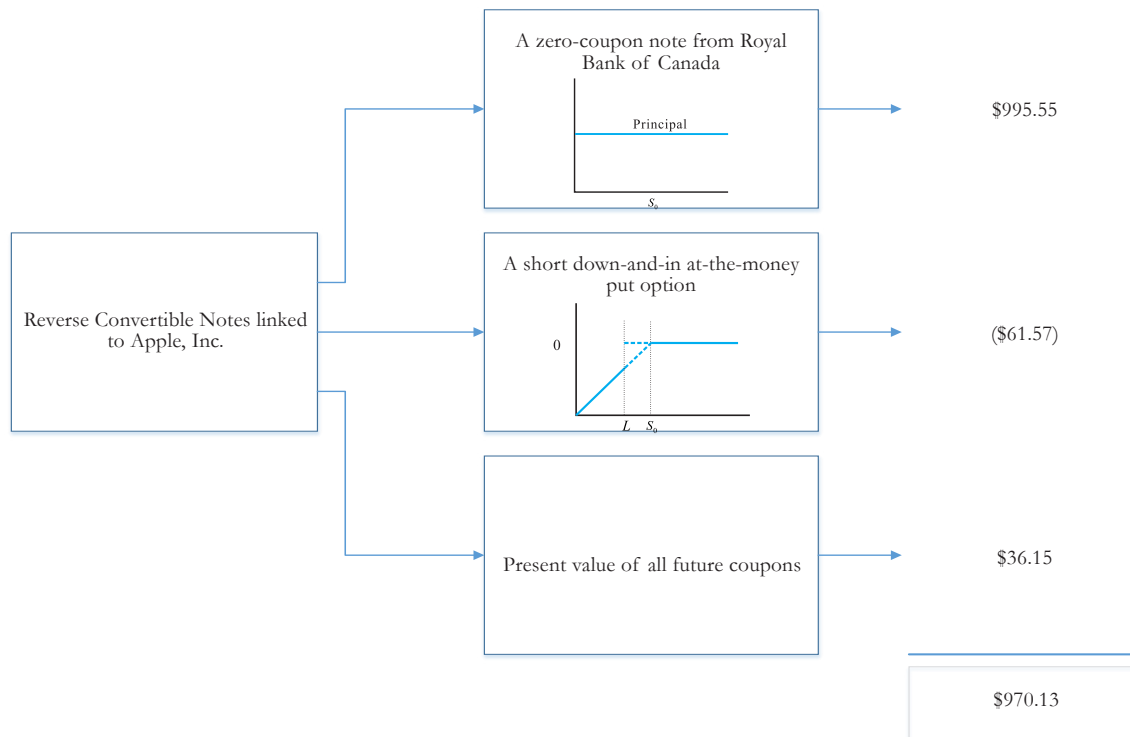 A zero-coupon note from Royal
Bank of Canada
Principal
S₀
$995.55
Reverse Convertible Notes linked
to Apple, Inc.
A short down-and-in at-the-money
put option
0
L S₀
($61.57)
Present value of all future coupons
$36.15
$970.13